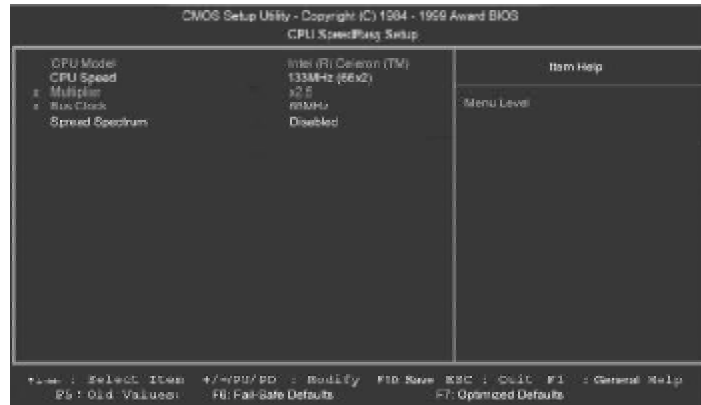 CMOS Setup Utility - Copyright (C) 1984 - 1999 Award BIOS
CPU SpeedEasy Setup
CPU Model Intel (R) Celeron (TM)
CPU Speed 133MHz (66x2)
x Multiplier x2.5
x Bus Clock 66MHz
Spread Spectrum Disabled
Item Help
Menu Level
: Select Item +/-/PU/PD : Modify F10 Save ESC : Quit F1 : General Help
F5 : Old Values: F6: Fail-Safe Defaults F7: Optimized Defaults